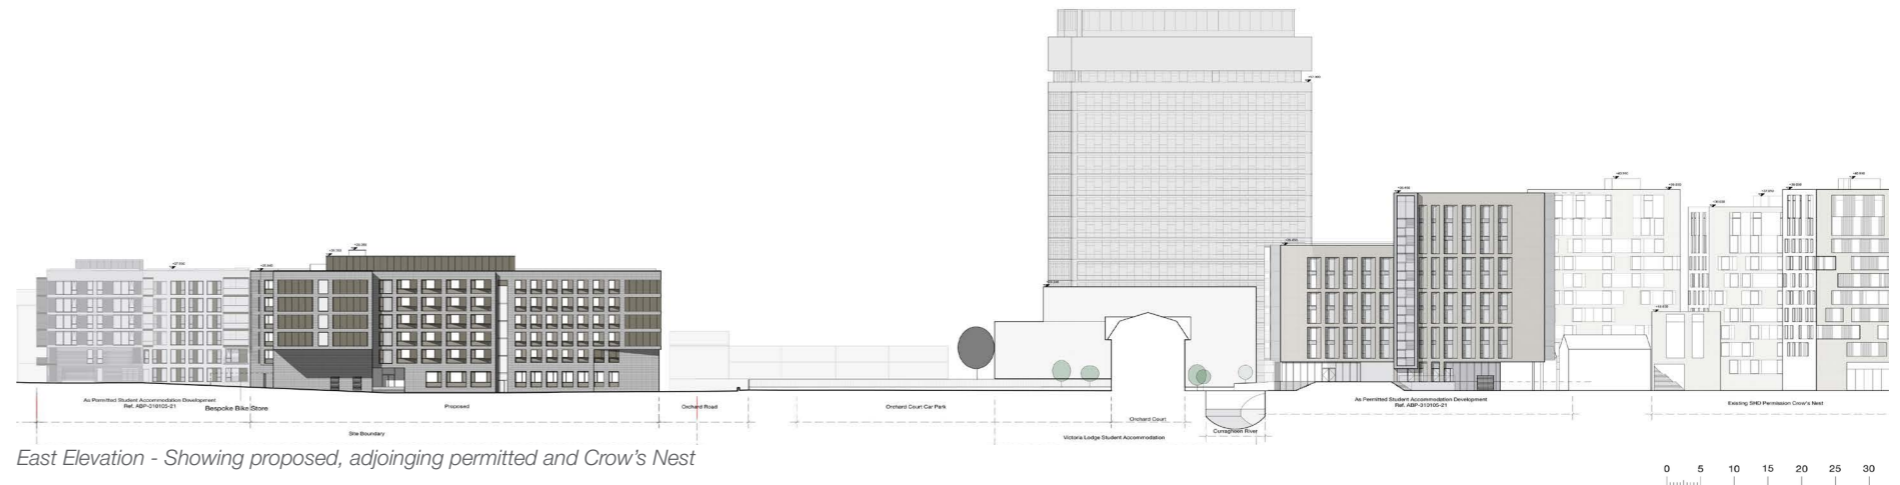 As Permitted Student Accommodation Development
Ref. ABP-310105-21
Bespoke Bike Store
Proposed
Orchard Road
Orchard Court Car Park
Orchard Court
Curragheen River
As Permitted Student Accommodation Development
Ref. ABP-310105-21
Existing SHD Permission Crow's Nest
Site Boundary
Victoria Lodge Student Accommodation
East Elevation - Showing proposed, adjoinging permitted and Crow's Nest
0 5 10 15 20 25 30